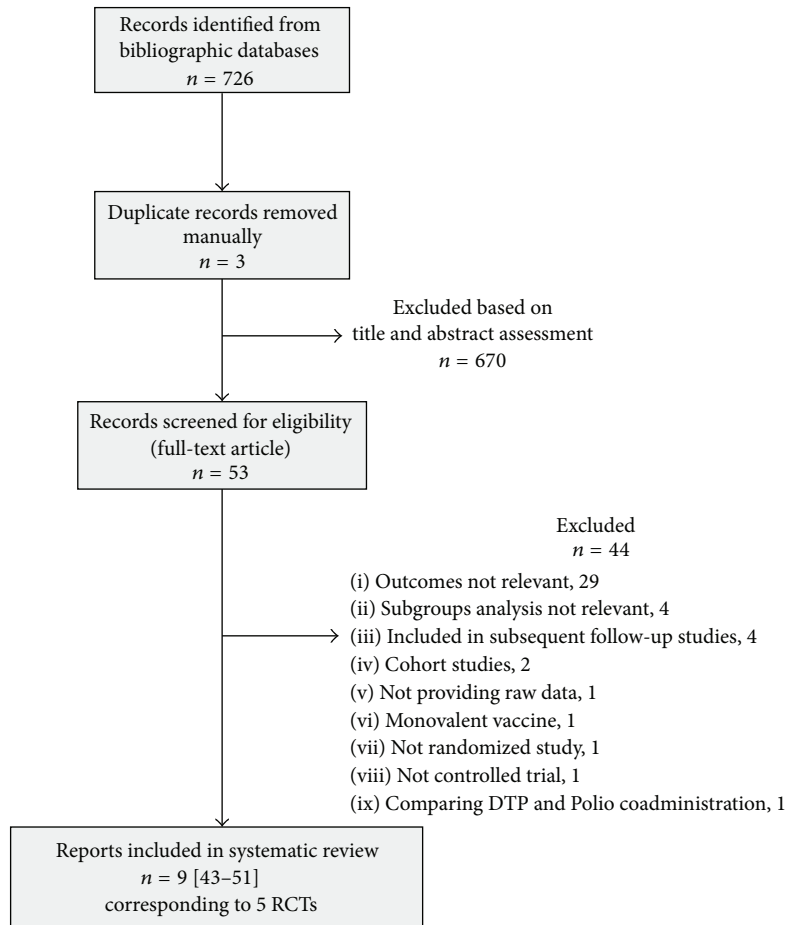 Records identified from
bibliographic databases
n = 726
Duplicate records removed
manually
n = 3
Excluded based on
title and abstract assessment
n = 670
Records screened for eligibility
(full-text article)
n = 53
Excluded
n = 44
(i) Outcomes not relevant, 29
(ii) Subgroups analysis not relevant, 4
(iii) Included in subsequent follow-up studies, 4
(iv) Cohort studies, 2
(v) Not providing raw data, 1
(vi) Monovalent vaccine, 1
(vii) Not randomized study, 1
(viii) Not controlled trial, 1
(ix) Comparing DTP and Polio coadministration, 1
Reports included in systematic review
n = 9 [43–51]
corresponding to 5 RCTs